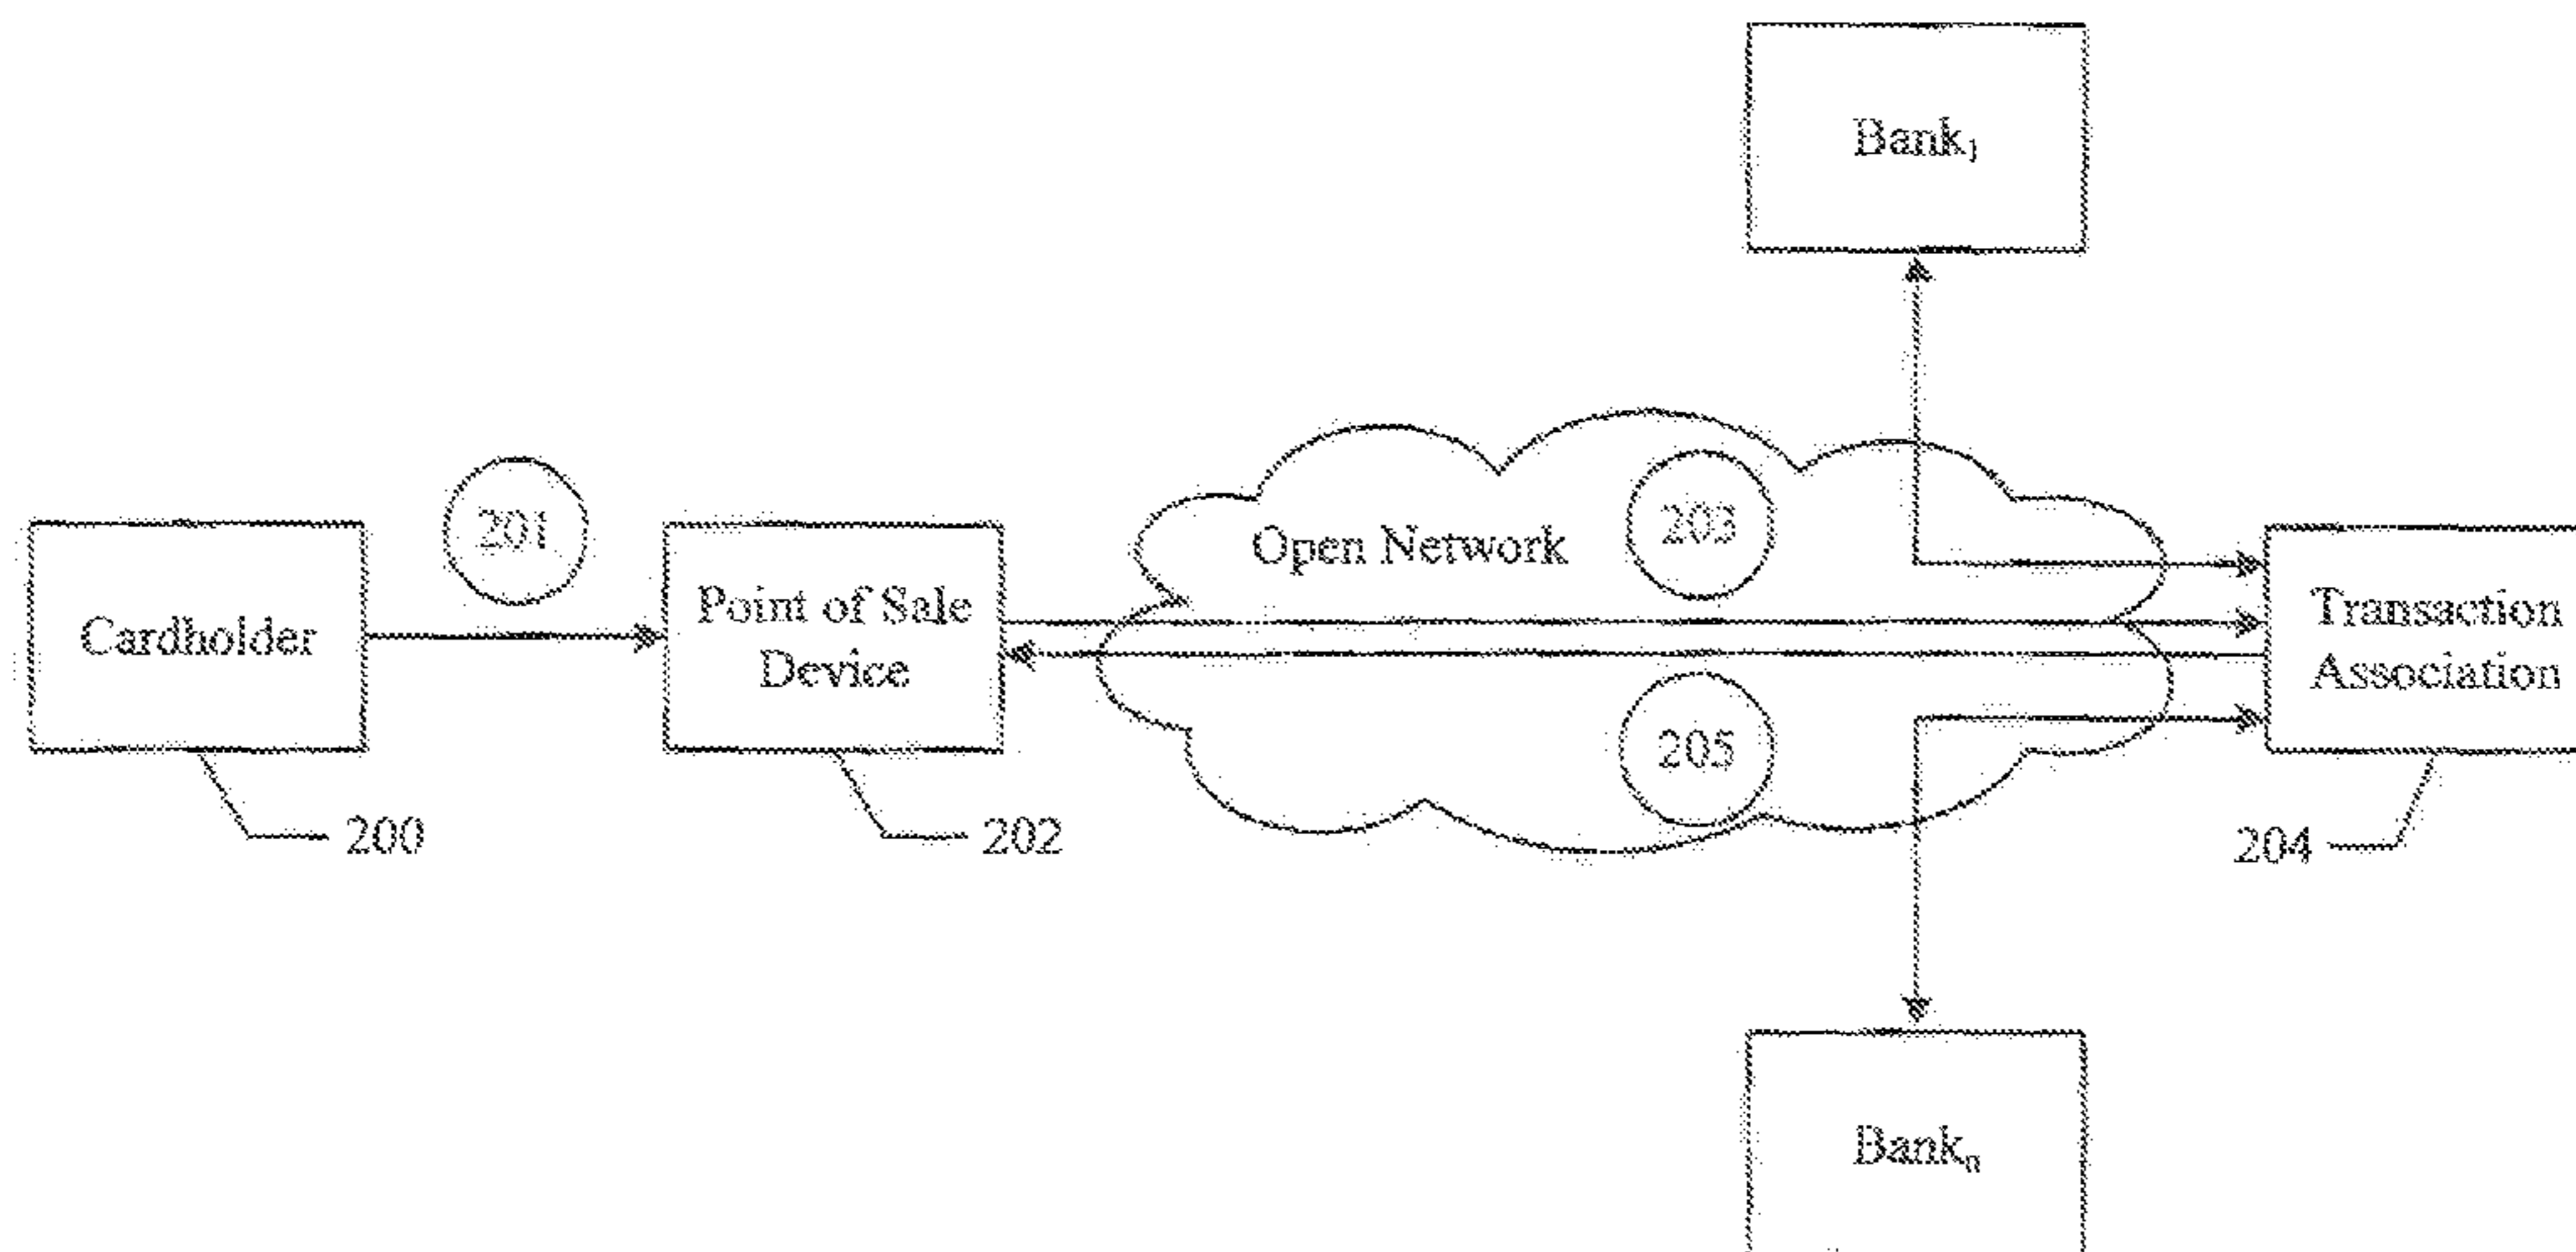 Bank₁
201
203
Open Network
Cardholder
Point of Sale
Device
Transaction
Association
205
200
202
204
Bankₙ